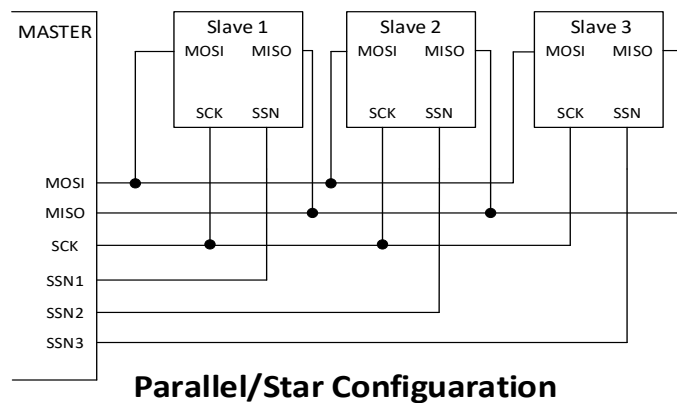 MASTER
Slave 1
MOSI MISO
SCK SSN
Slave 2
MOSI MISO
SCK SSN
Slave 3
MOSI MISO
SCK SSN
MOSI
MISO
SCK
SSN1
SSN2
SSN3
Parallel/Star Configuaration